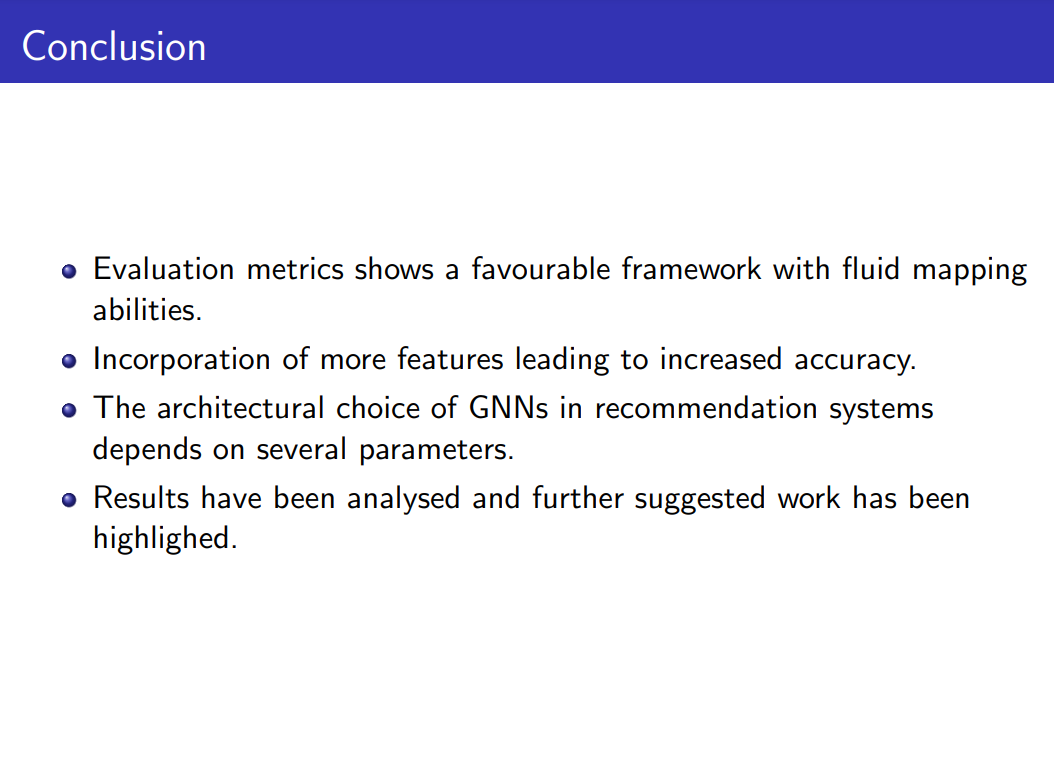 Conclusion
Evaluation metrics shows a favourable framework with fluid mapping
abilities.
Incorporation of more features leading to increased accuracy.
The architectural choice of GNNs in recommendation systems
depends on several parameters.
Results have been analysed and further suggested work has been
highlighed.